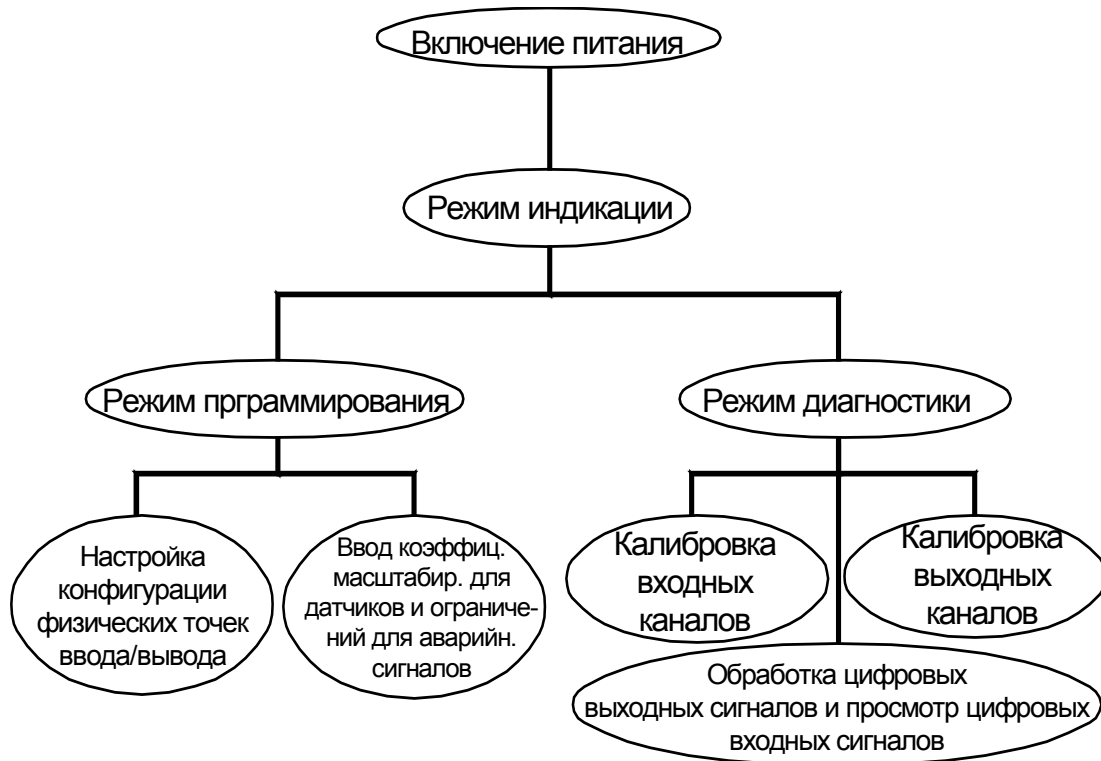 Включение питания
Режим индикации
Режим прграммирования
Режим диагностики
Настройка
конфигурации
физических точек
ввода/вывода
Ввод коэффиц.
масштабир. для
датчиков и ограниче-
ний для аварийн.
сигналов
Калибровка
входных
каналов
Калибровка
выходных
каналов
Обработка цифровых
выходных сигналов и просмотр цифровых
входных сигналов